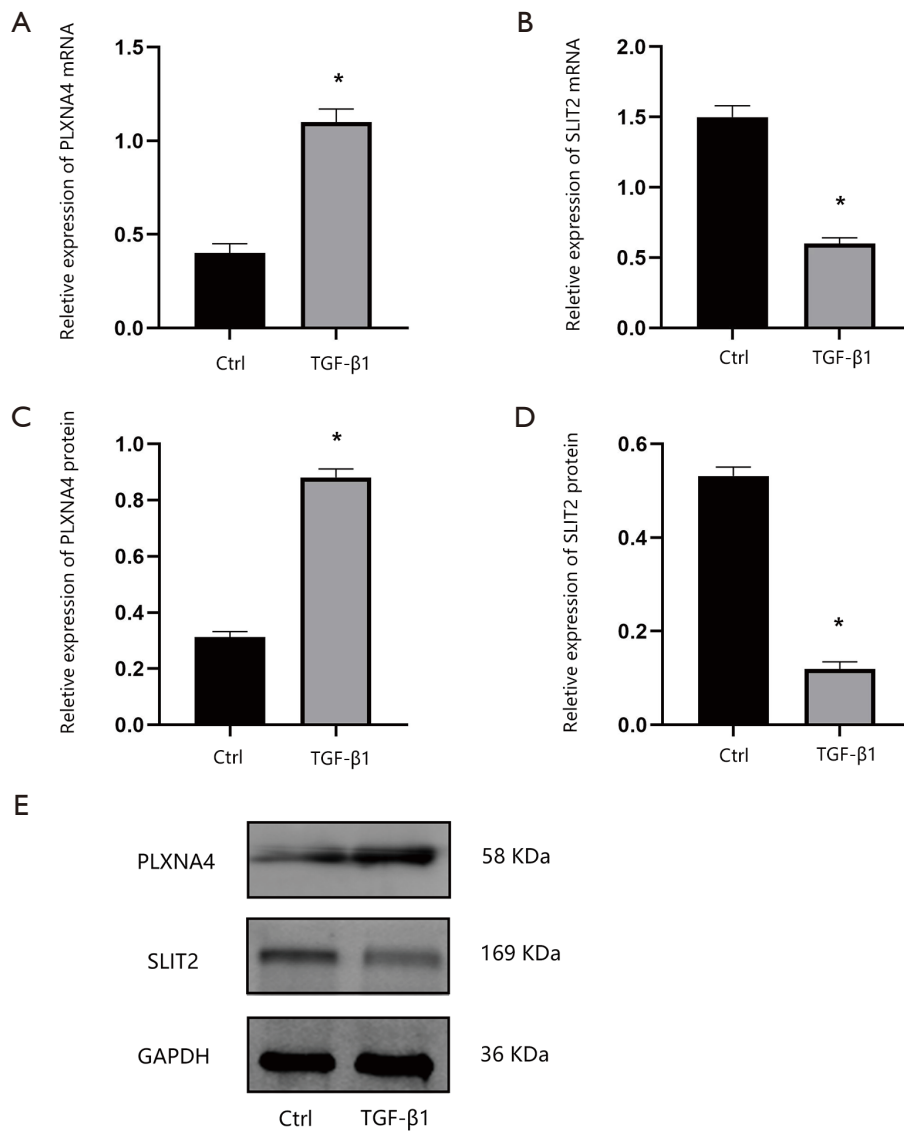 A
Reletive expression of PLXNA4 mRNA
1.5
1.0
0.5
0.0
*
Ctrl
TGF-β1
B
Reletive expression of SLIT2 mRNA
2.0
1.5
1.0
0.5
0.0
*
Ctrl
TGF-β1
C
Reletive expression of PLXNA4 protein
1.0
0.8
0.6
0.4
0.2
0.0
*
Ctrl
TGF-β1
D
Reletive expression of SLIT2 protein
0.6
0.4
0.2
0.0
*
Ctrl
TGF-β1
E
PLXNA4 58 KDa
SLIT2 169 KDa
GAPDH 36 KDa
Ctrl TGF-β1